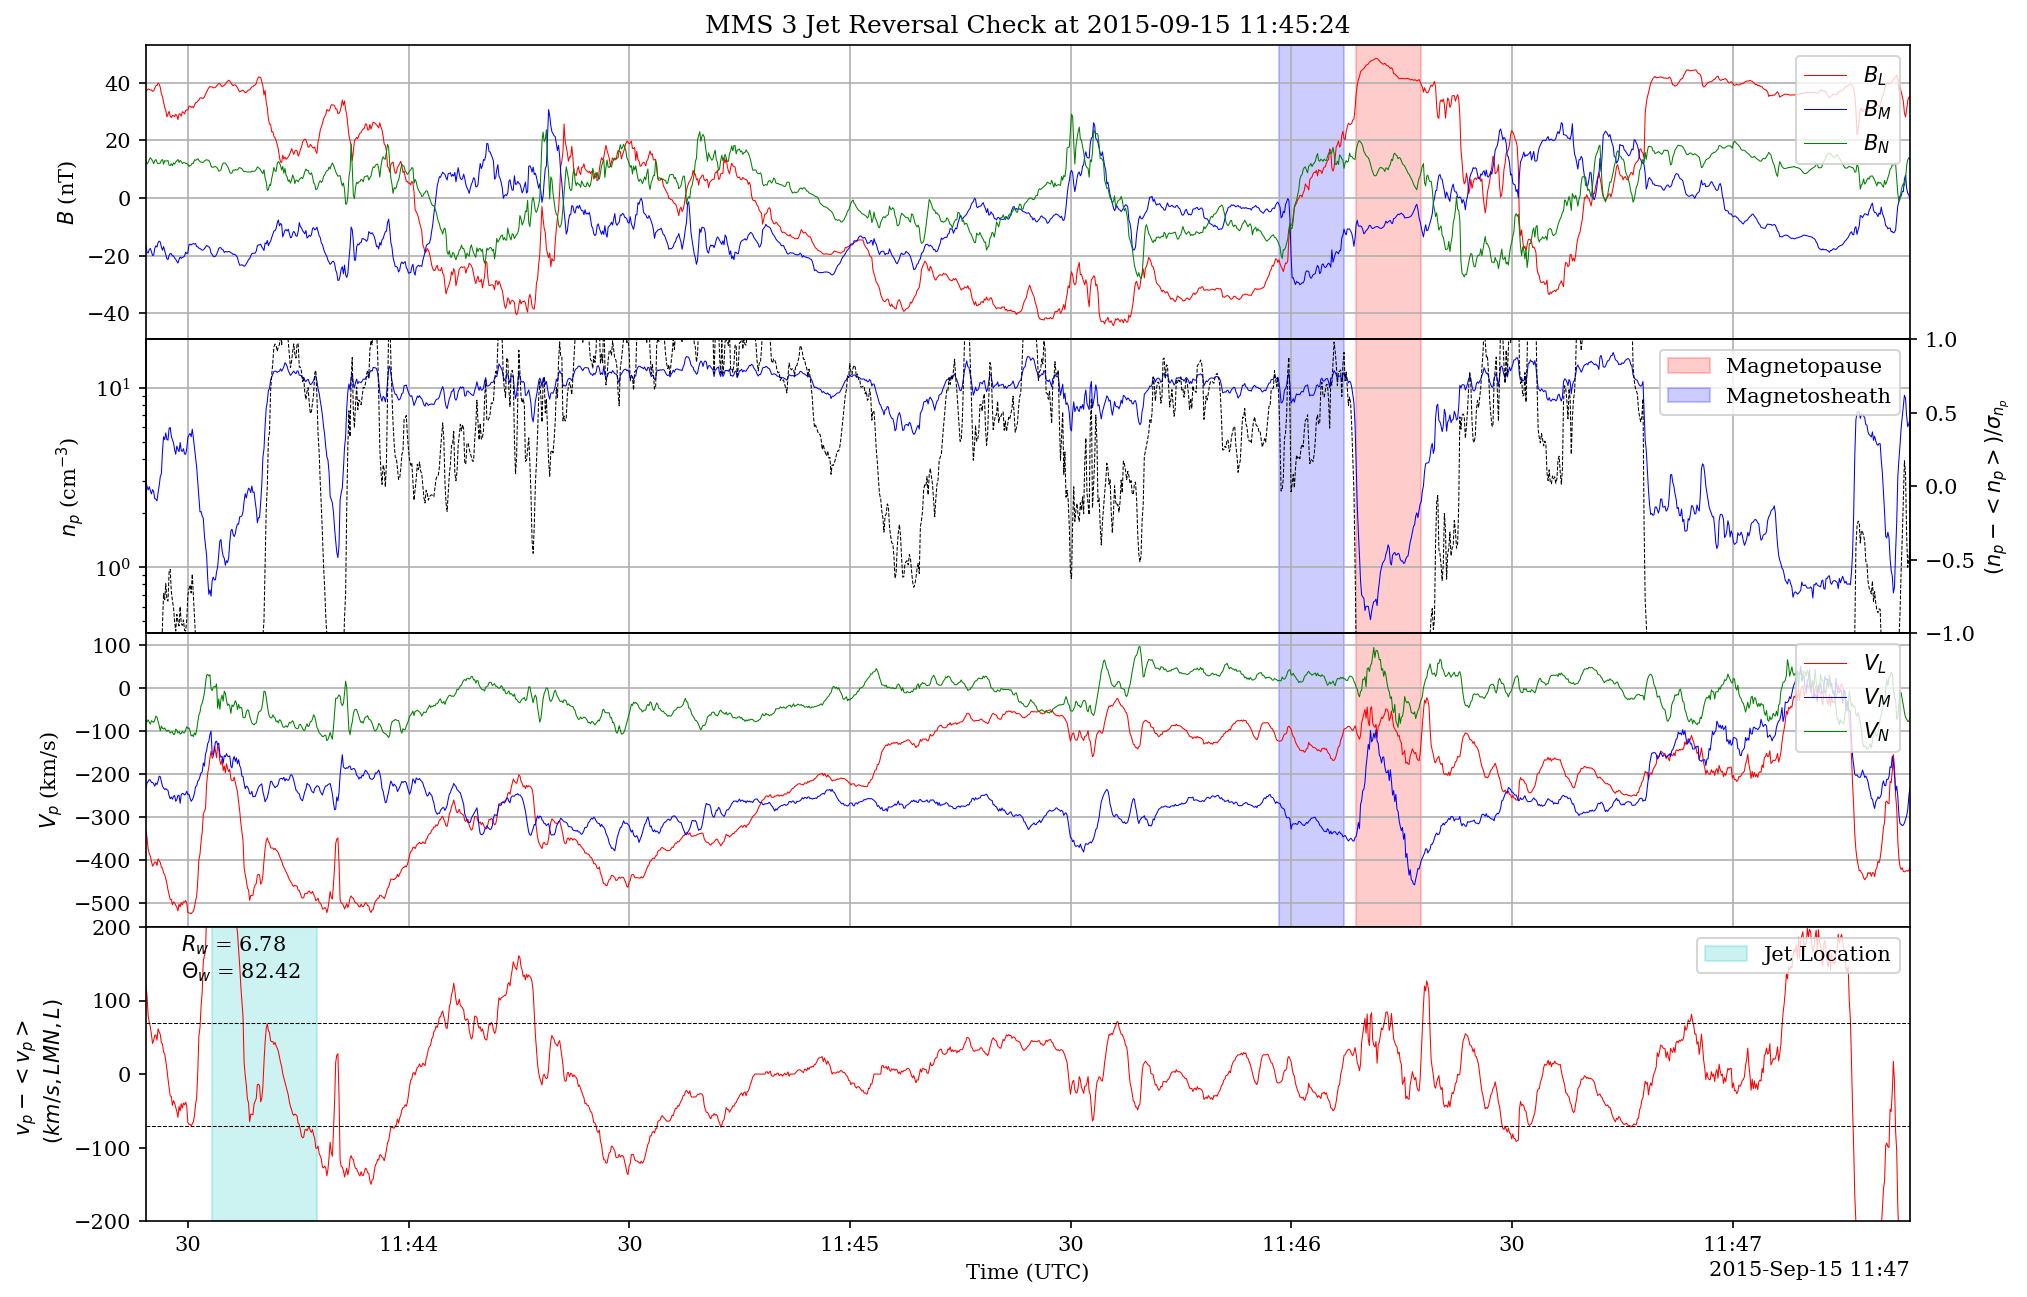 MMS 3 Jet Reversal Check at 2015-09-15 11:45:24
40
20
0
−20
−40
B (nT)
B_L
B_M
B_N
10^1
10^0
n_p (cm^{−3})
1.0
0.5
0.0
−0.5
−1.0
(n_p − < n_p >)/σ_{n_p}
Magnetopause
Magnetosheath
100
0
−100
−200
−300
−400
−500
V_p (km/s)
V_L
V_M
V_N
200
100
0
−100
−200
v_p − < v_p >
(km/s, LMN, L)
R_w = 6.78
Θ_w = 82.42
Jet Location
30
11:44
30
11:45
30
11:46
30
11:47
Time (UTC)
2015-Sep-15 11:47